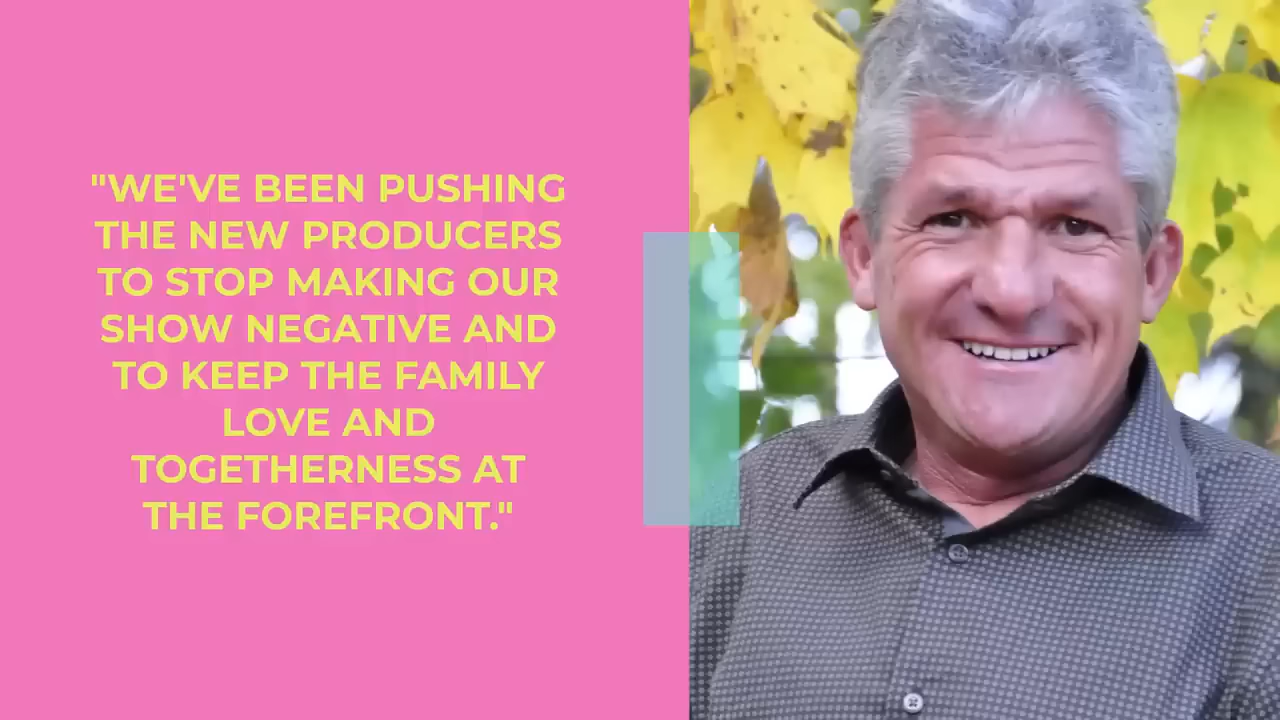 "WE'VE BEEN PUSHING
THE NEW PRODUCERS
TO STOP MAKING OUR
SHOW NEGATIVE AND
TO KEEP THE FAMILY
LOVE AND
TOGETHERNESS AT
THE FOREFRONT."